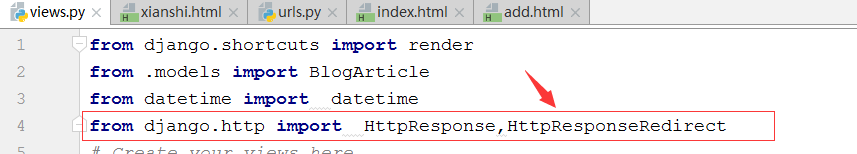 views.py xianshi.html urls.py index.html add.html
1 from django.shortcuts import render
2 from .models import BlogArticle
3 from datetime import  datetime
4 from django.http import  HttpResponse,HttpResponseRedirect
5 # Create your views here